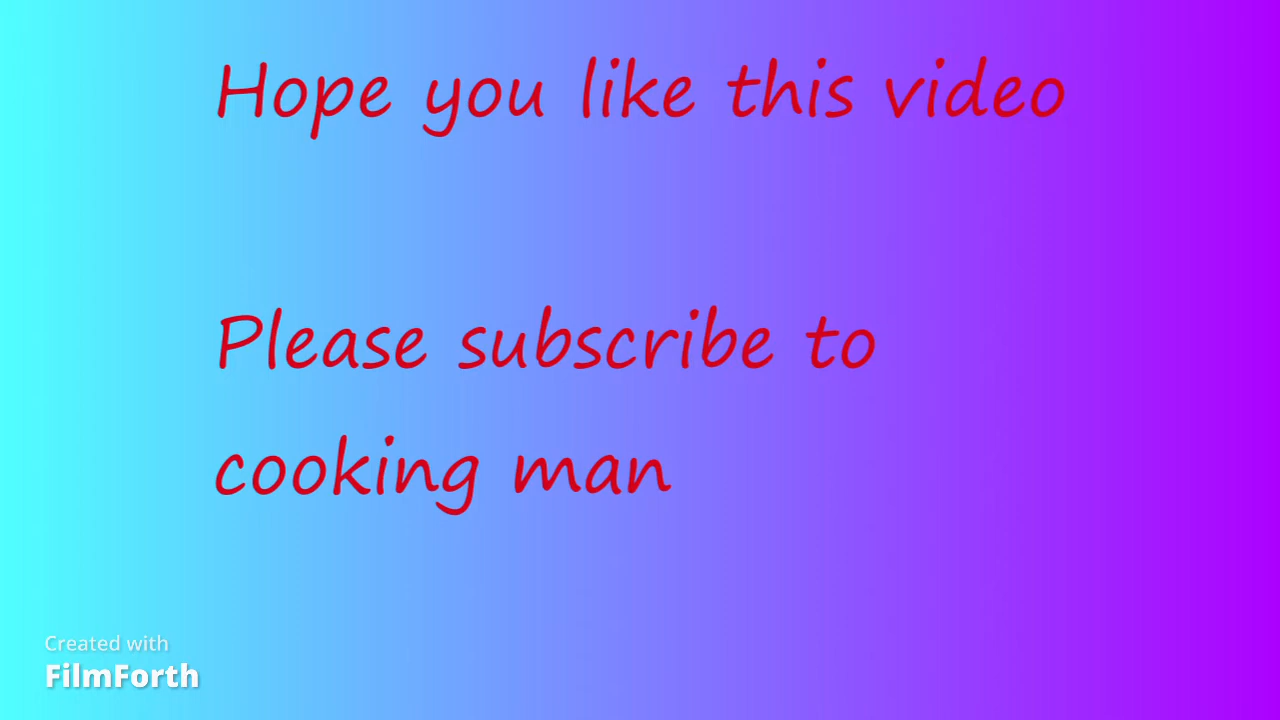 Hope you like this video
Please subscribe to
cooking man
Created with
FilmForth